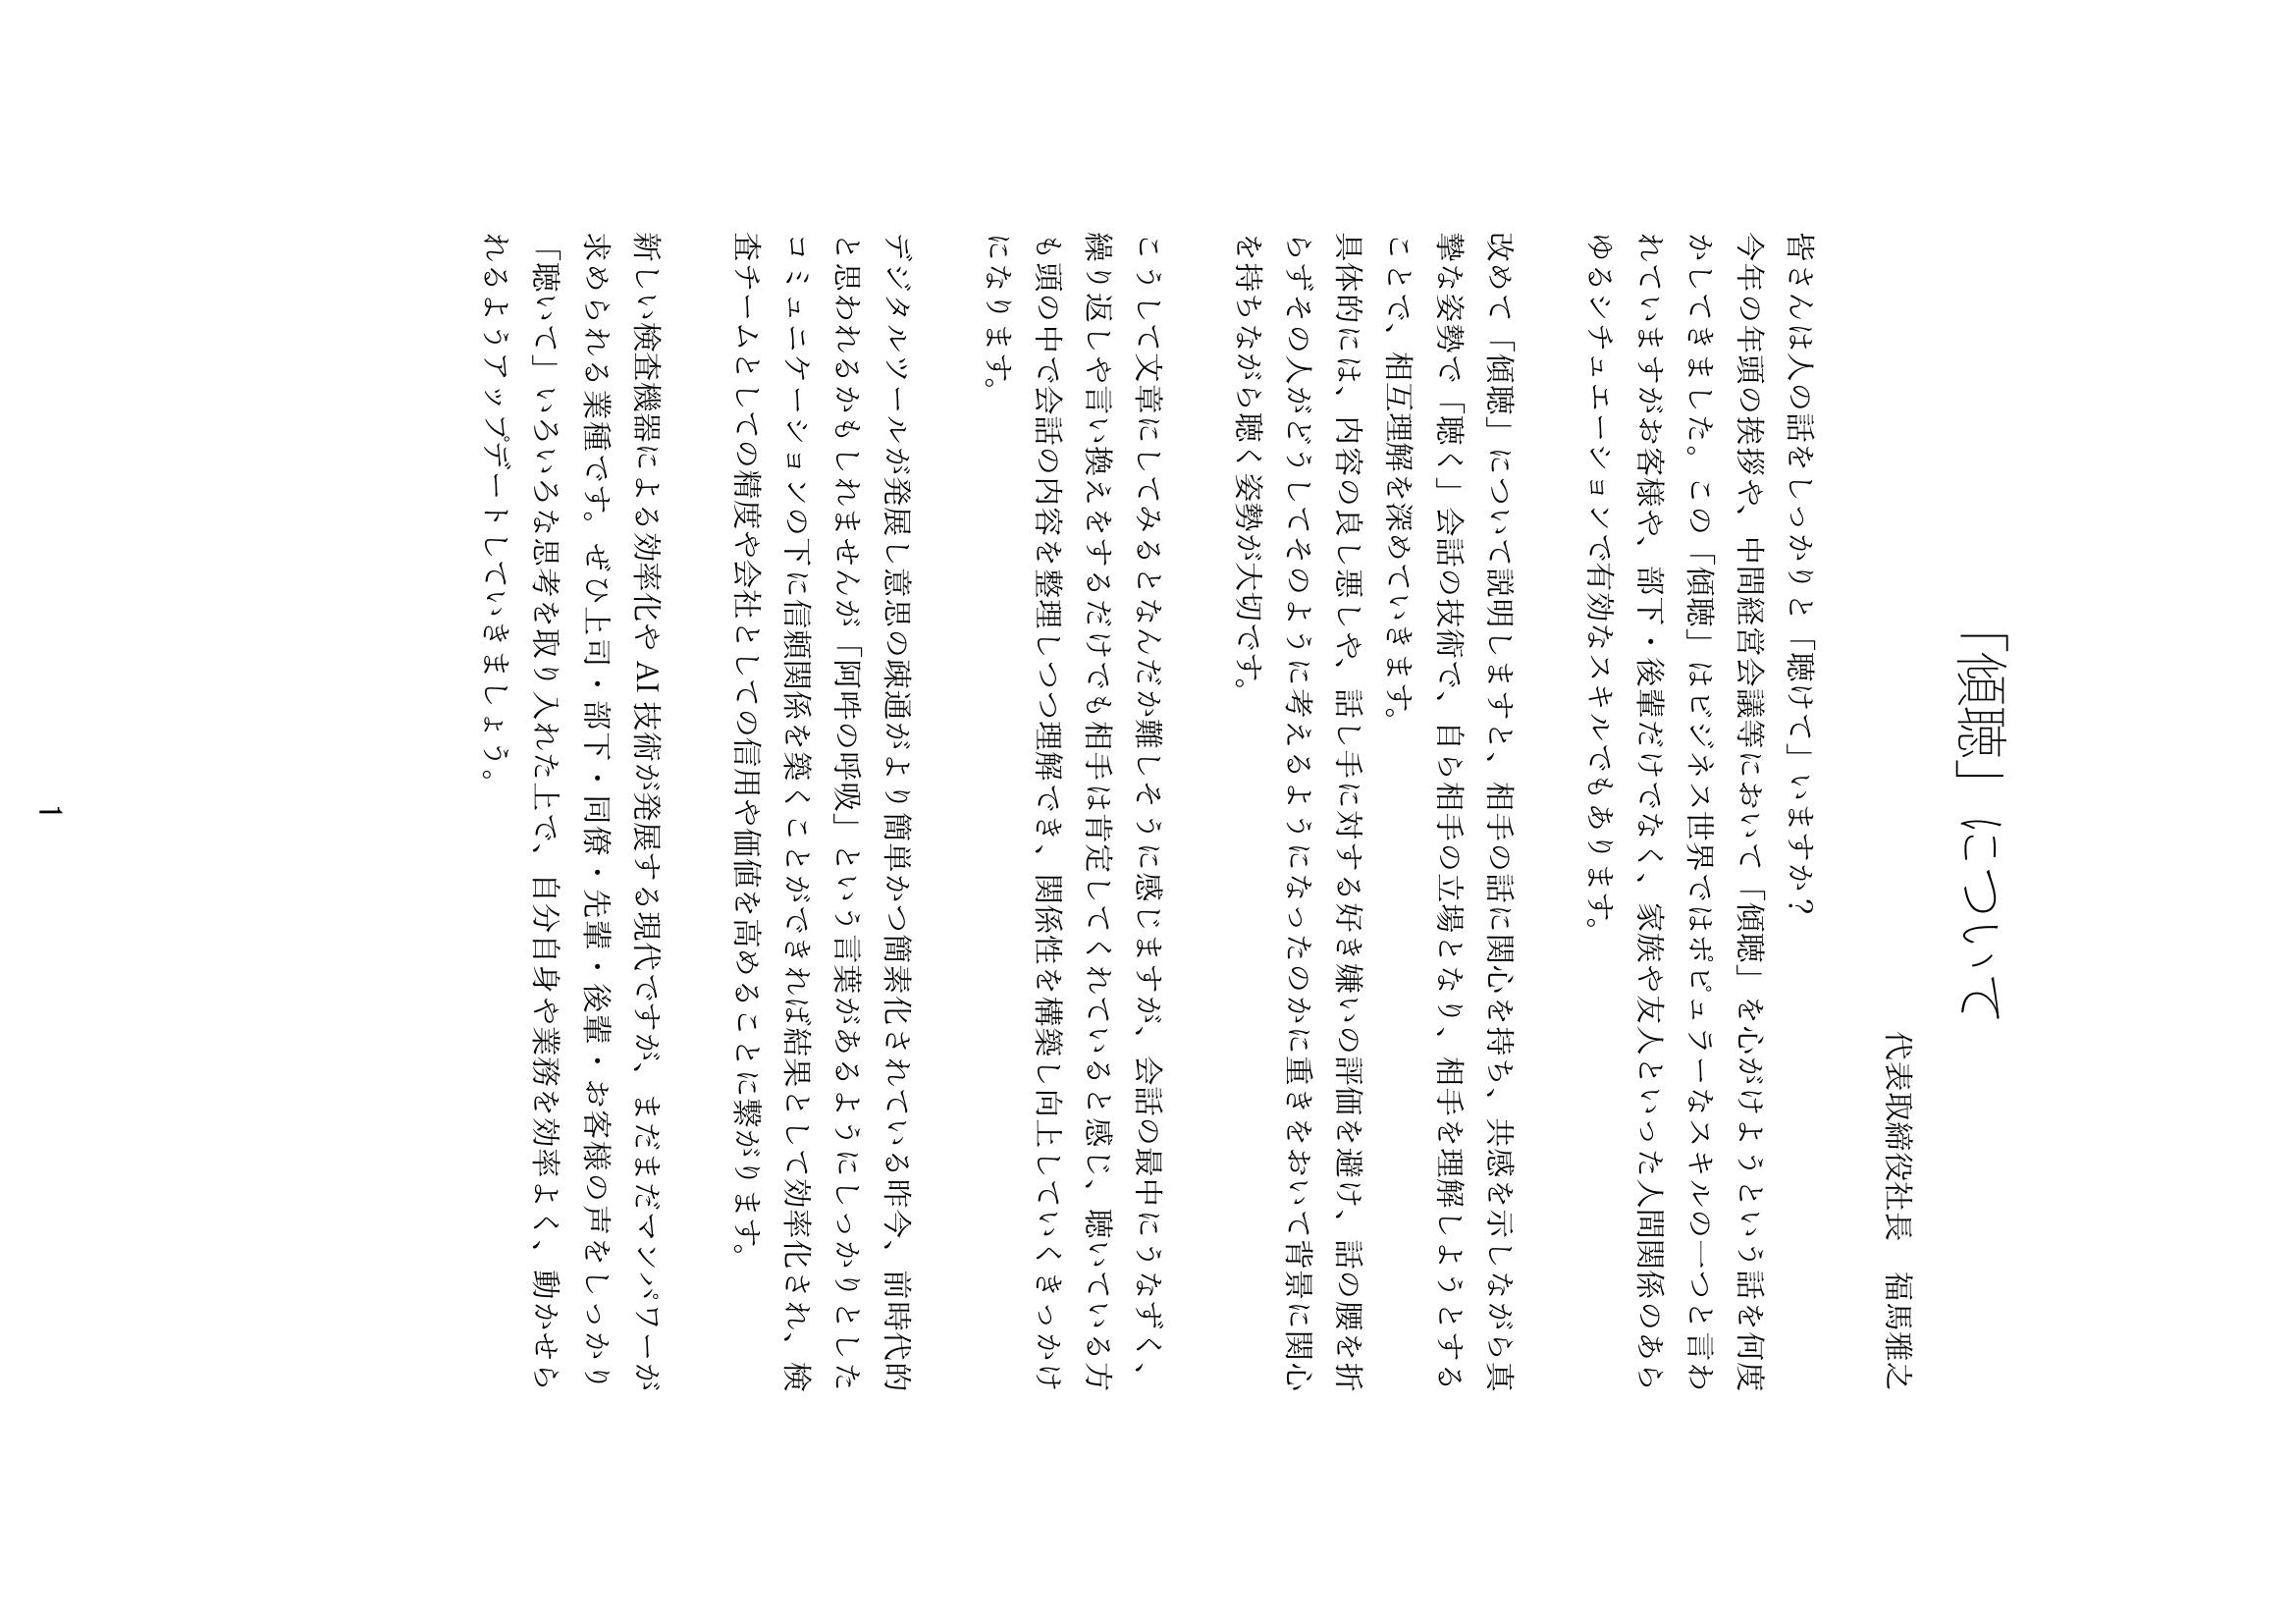 「傾聴」について
代表取締役社長　福馬雅之
皆さんは人の話をしっかりと「聴けて」いますか？
今年の年頭の挨拶や、中間経営会議等において「傾聴」を心がけようという話を何度
かしてきました。この「傾聴」はビジネス世界ではポピュラーなスキルの一つと言わ
れていますがお客様や、部下・後輩だけでなく、家族や友人といった人間関係のあら
ゆるシチュエーションで有効なスキルでもあります。
改めて「傾聴」について説明しますと、相手の話に関心を持ち、共感を示しながら真
摯な姿勢で「聴く」会話の技術で、自ら相手の立場となり、相手を理解しようとする
ことで、相互理解を深めていきます。
具体的には、内容の良し悪しや、話し手に対する好き嫌いの評価を避け、話の腰を折
らずその人がどうしてそのように考えるようになったのかに重きをおいて背景に関心
を持ちながら聴く姿勢が大切です。
こうして文章にしてみるとなんだか難しそうに感じますが、会話の最中にうなずく、
繰り返しや言い換えをするだけでも相手は肯定してくれていると感じ、聴いている方
も頭の中で会話の内容を整理しつつ理解でき、関係性を構築し向上していくきっかけ
になります。
デジタルツールが発展し意思の疎通がより簡単かつ簡素化されている昨今、前時代的
と思われるかもしれませんが「阿吽の呼吸」という言葉があるようにしっかりとした
コミュニケーションの下に信頼関係を築くことができれば結果として効率化され、検
査チームとしての精度や会社としての信用や価値を高めることに繋がります。
新しい検査機器による効率化や AI 技術が発展する現代ですが、まだまだマンパワーが
求められる業種です。ぜひ上司・部下・同僚・先輩・後輩・お客様の声をしっかり
「聴いて」いろいろな思考を取り入れた上で、自分自身や業務を効率よく、動かせら
れるようアップデートしていきましょう。
1